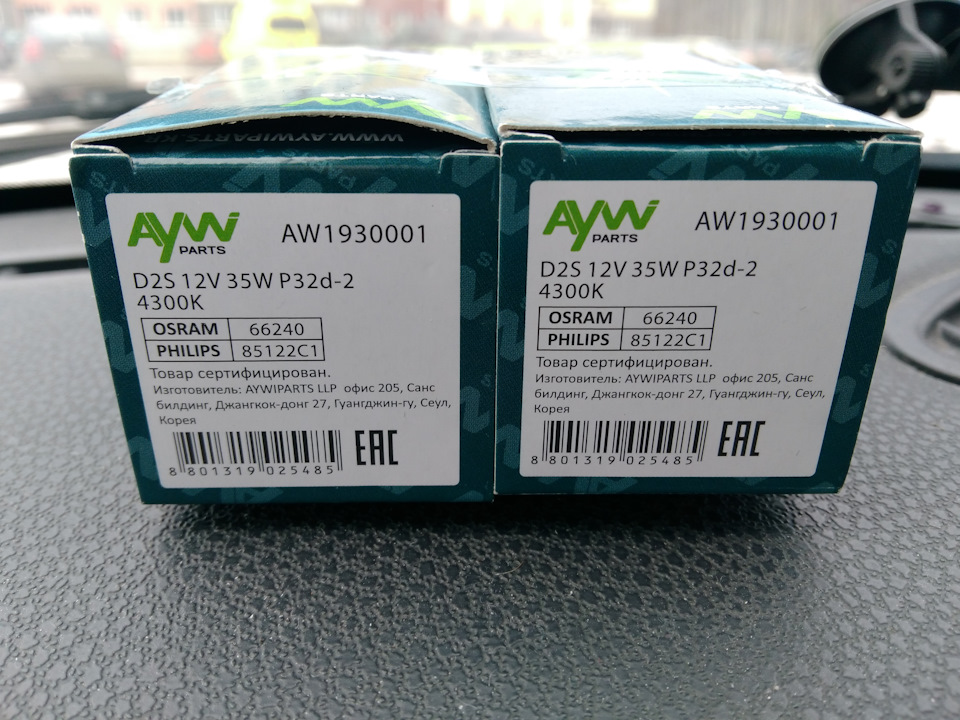 WWW.AYWIPARTS.KR
AYWi
PARTS
AW1930001
D2S 12V 35W P32d-2
4300K
OSRAM 66240
PHILIPS 85122C1
Товар сертифицирован.
Изготовитель: AYWIPARTS LLP офис 205, Санс
билдинг, Джангкок-донг 27, Гуангджин-гу, Сеул,
Корея
8 801319 025485
EAC
AYWi
PARTS
AW1930001
D2S 12V 35W P32d-2
4300K
OSRAM 66240
PHILIPS 85122C1
Товар сертифицирован.
Изготовитель: AYWIPARTS LLP офис 205, Санс
билдинг, Джангкок-донг 27, Гуангджин-гу, Сеул,
Корея
8 801319 025485
EAC